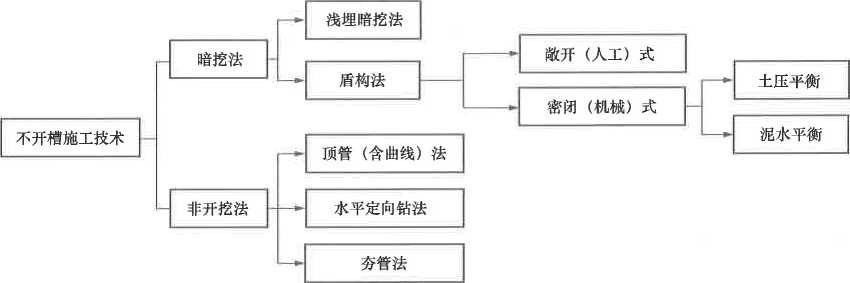 不开槽施工技术
暗挖法
浅埋暗挖法
盾构法
敞开（人工）式
密闭（机械）式
土压平衡
泥水平衡
非开挖法
顶管（含曲线）法
水平定向钻法
夯管法